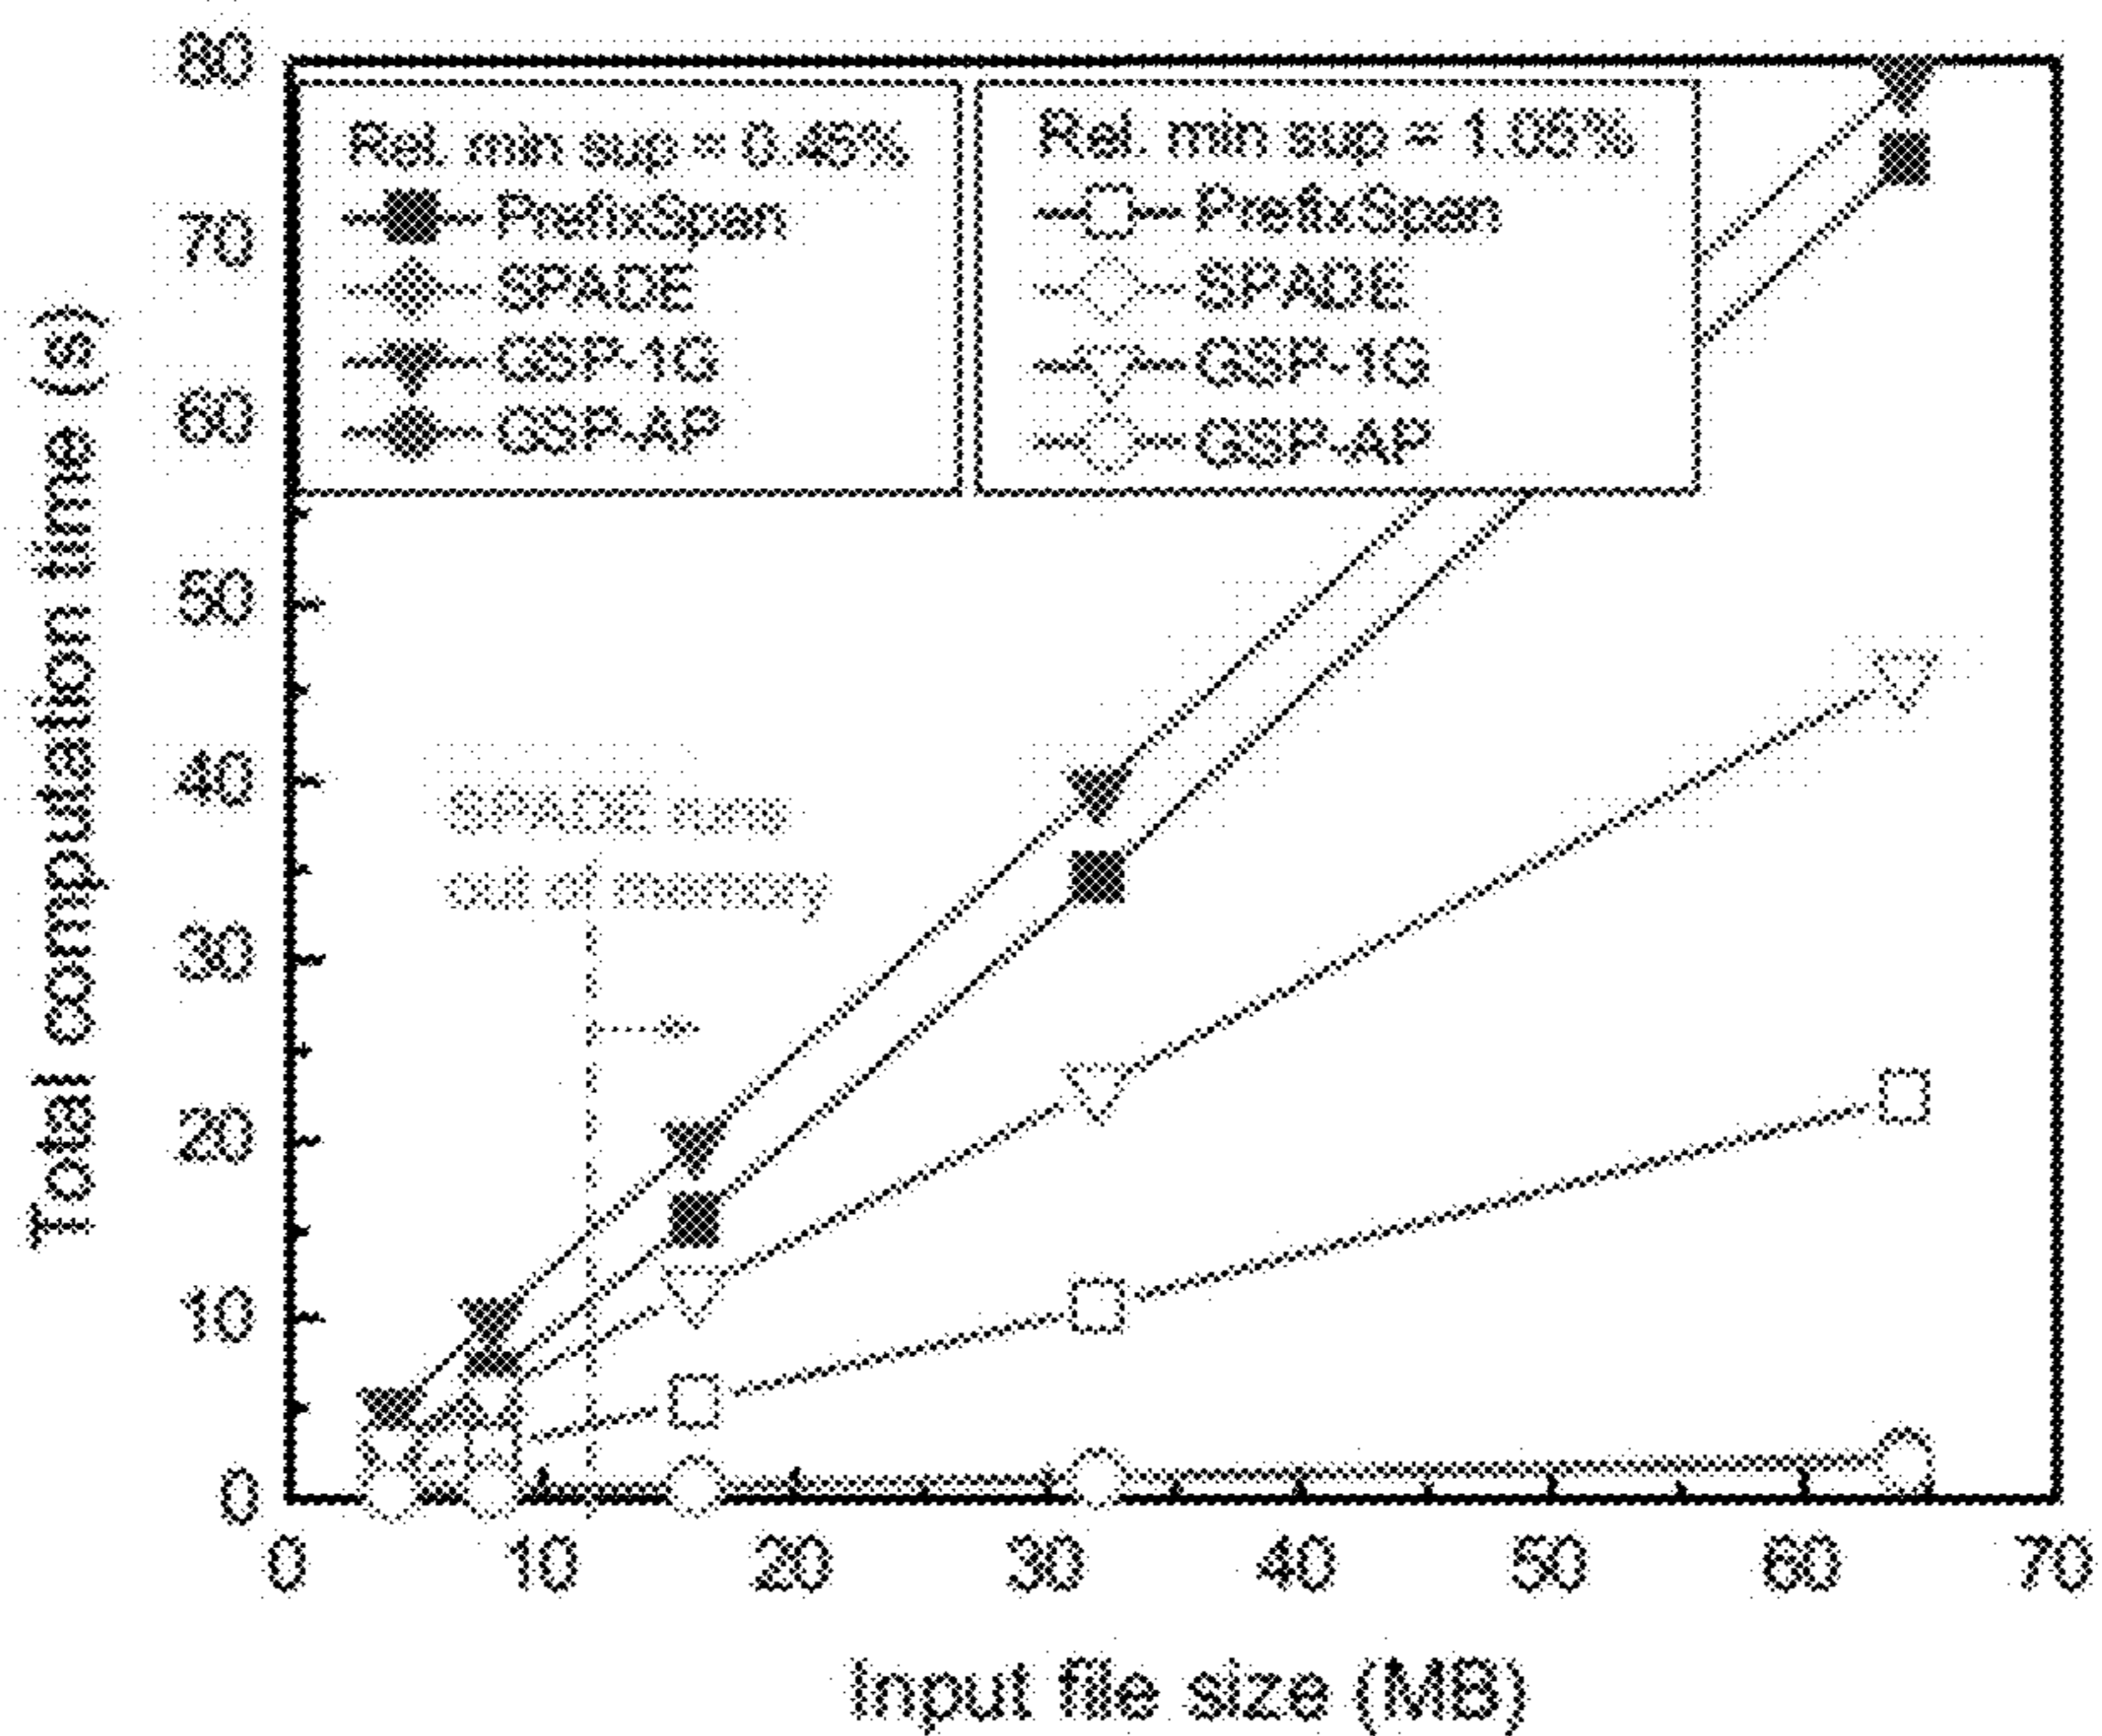 80
70
60
50
40
30
20
10
0
Total computation time (s)
Rel. min sup = 0.45%
PrefixSpan
SPADE
GSP-1G
GSP-AP
Rel. min sup = 1.05%
PrefixSpan
SPADE
GSP-1G
GSP-AP
SPADE runs
out of memory
0 10 20 30 40 50 60 70
Input file size (MB)